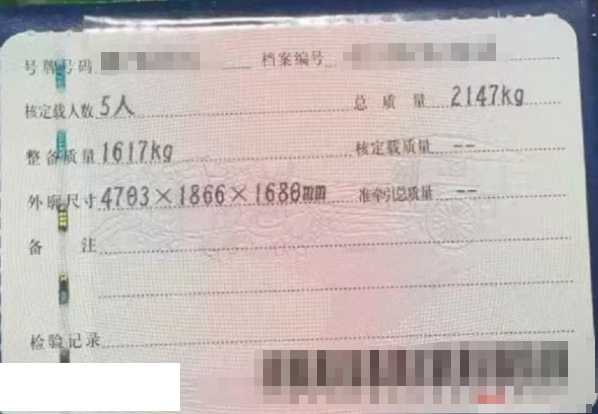 号牌号码 档案编号
核定载人数 5人 总质量 2147kg
整备质量 1617kg 核定载质量 --
外廓尺寸 4703×1866×1680mm 准牵引总质量 --
备注
检验记录